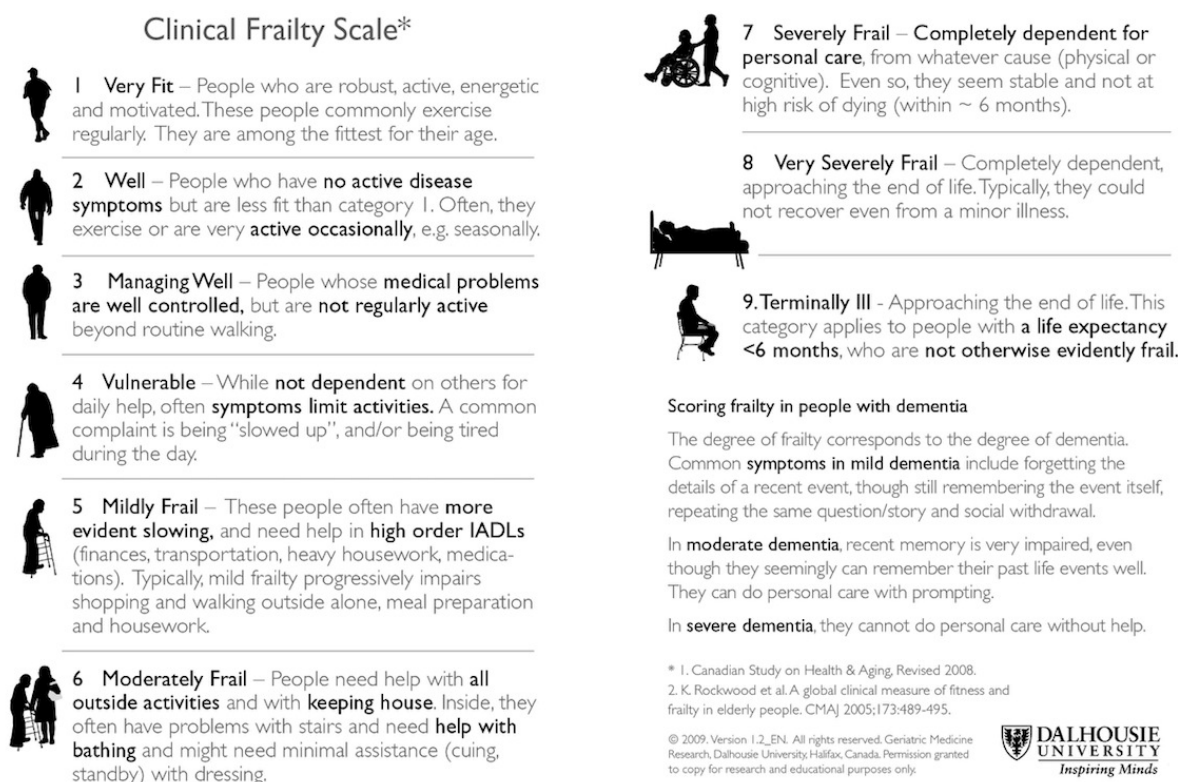 Clinical Frailty Scale*
1 Very Fit – People who are robust, active, energetic
and motivated. These people commonly exercise
regularly. They are among the fittest for their age.
2 Well – People who have no active disease
symptoms but are less fit than category 1. Often, they
exercise or are very active occasionally, e.g. seasonally.
3 Managing Well – People whose medical problems
are well controlled, but are not regularly active
beyond routine walking.
4 Vulnerable – While not dependent on others for
daily help, often symptoms limit activities. A common
complaint is being “slowed up”, and/or being tired
during the day.
5 Mildly Frail – These people often have more
evident slowing, and need help in high order IADLs
(finances, transportation, heavy housework, medica-
tions). Typically, mild frailty progressively impairs
shopping and walking outside alone, meal preparation
and housework.
6 Moderately Frail – People need help with all
outside activities and with keeping house. Inside, they
often have problems with stairs and need help with
bathing and might need minimal assistance (cuing,
standby) with dressing.
7 Severely Frail – Completely dependent for
personal care, from whatever cause (physical or
cognitive). Even so, they seem stable and not at
high risk of dying (within ~ 6 months).
8 Very Severely Frail – Completely dependent,
approaching the end of life. Typically, they could
not recover even from a minor illness.
9. Terminally Ill - Approaching the end of life. This
category applies to people with a life expectancy
<6 months, who are not otherwise evidently frail.
Scoring frailty in people with dementia
The degree of frailty corresponds to the degree of dementia.
Common symptoms in mild dementia include forgetting the
details of a recent event, though still remembering the event itself,
repeating the same question/story and social withdrawal.
In moderate dementia, recent memory is very impaired, even
though they seemingly can remember their past life events well.
They can do personal care with prompting.
In severe dementia, they cannot do personal care without help.
* 1. Canadian Study on Health & Aging, Revised 2008.
2. K. Rockwood et al. A global clinical measure of fitness and
frailty in elderly people. CMAJ 2005;173:489-495.
© 2009. Version 1.2_EN. All rights reserved. Geriatric Medicine
Research, Dalhousie University, Halifax, Canada. Permission granted
to copy for research and educational purposes only.
DALHOUSIE
UNIVERSITY
Inspiring Minds